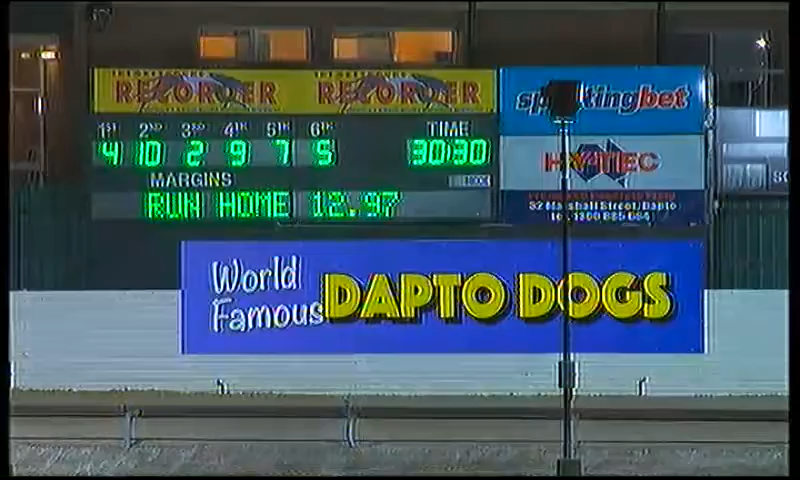 RECORDER RECORDER
sportingbet
1ST 2ND 3RD 4TH 5TH 6TH TIME
4 10 2 9 7 5 30:30
HY-TEC
MARGINS
RUN HOME 12.97
32 Marshall Street, Dapto
World Famous DAPTO DOGS